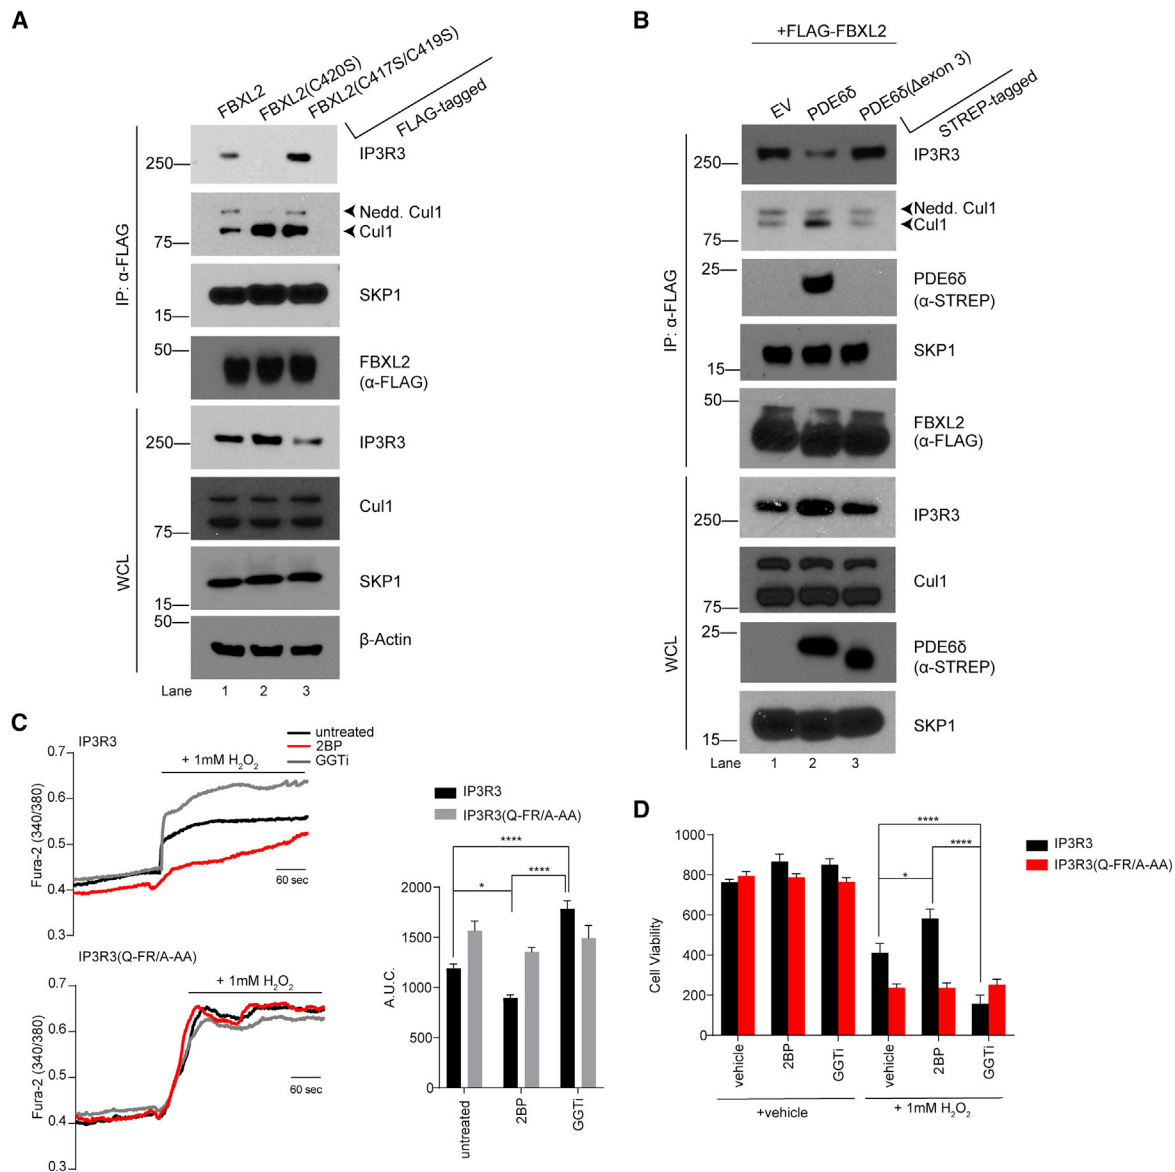 A
FBXL2
FBXL2(C420S)
FBXL2(C417S/C419S)
FLAG-tagged
IP: α-FLAG
250
IP3R3
Nedd. Cul1
Cul1
75
SKP1
15
50
FBXL2
(α-FLAG)
WCL
250
IP3R3
Cul1
75
SKP1
15
50
β-Actin
Lane 1 2 3
B
+FLAG-FBXL2
EV
PDE6δ
PDE6δ(Δexon 3)
STREP-tagged
IP: α-FLAG
250
IP3R3
Nedd. Cul1
Cul1
75
25
PDE6δ
(α-STREP)
SKP1
15
50
FBXL2
(α-FLAG)
WCL
IP3R3
250
Cul1
75
25
PDE6δ
(α-STREP)
SKP1
15
Lane 1 2 3
C
IP3R3
untreated
2BP
GGTi
+ 1mM H₂O₂
Fura-2 (340/380)
0.7
0.6
0.5
0.4
0.3
60 sec
IP3R3(Q-FR/A-AA)
+ 1mM H₂O₂
Fura-2 (340/380)
0.7
0.6
0.5
0.4
0.3
60 sec
IP3R3
IP3R3(Q-FR/A-AA)
****
* ****
A.U.C.
2000
1500
1000
500
0
untreated
2BP
GGTi
D
IP3R3
IP3R3(Q-FR/A-AA)
****
****
*
Cell Viability
1000
800
600
400
200
0
vehicle
2BP
GGTi
vehicle
2BP
GGTi
+vehicle
+ 1mM H₂O₂